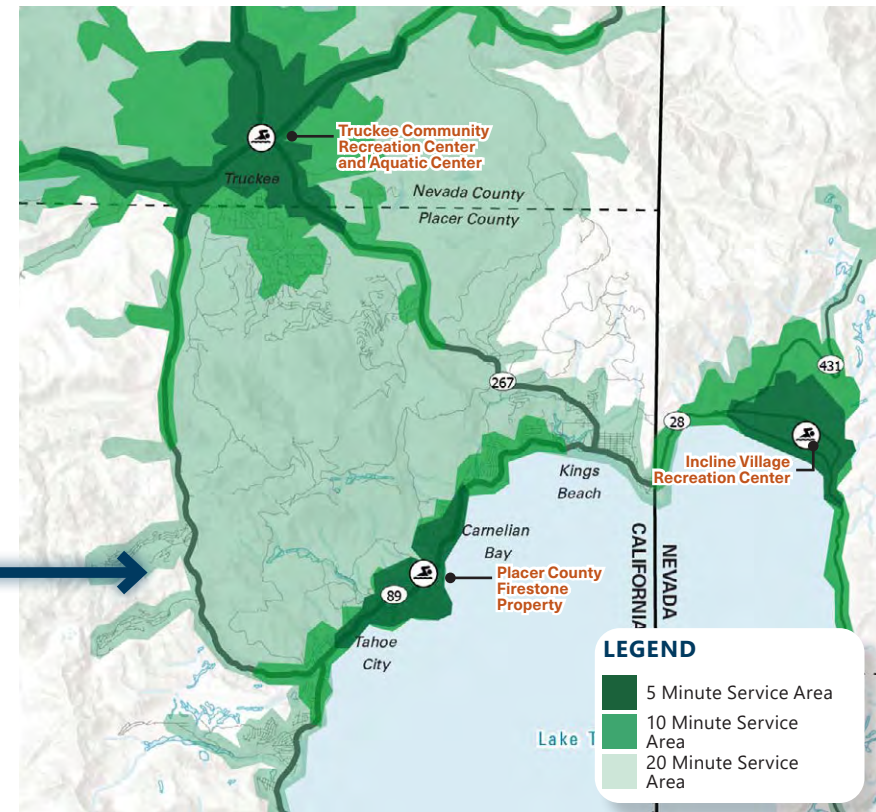 Truckee Community
Recreation Center
and Aquatic Center
Truckee
Nevada County
Placer County
267
431
28
Incline Village
Recreation Center
Kings
Beach
Carnelian
Bay
CALIFORNIA
NEVADA
Placer County
Firestone
Property
89
Tahoe
City
Lake T
LEGEND
5 Minute Service Area
10 Minute Service
Area
20 Minute Service
Area